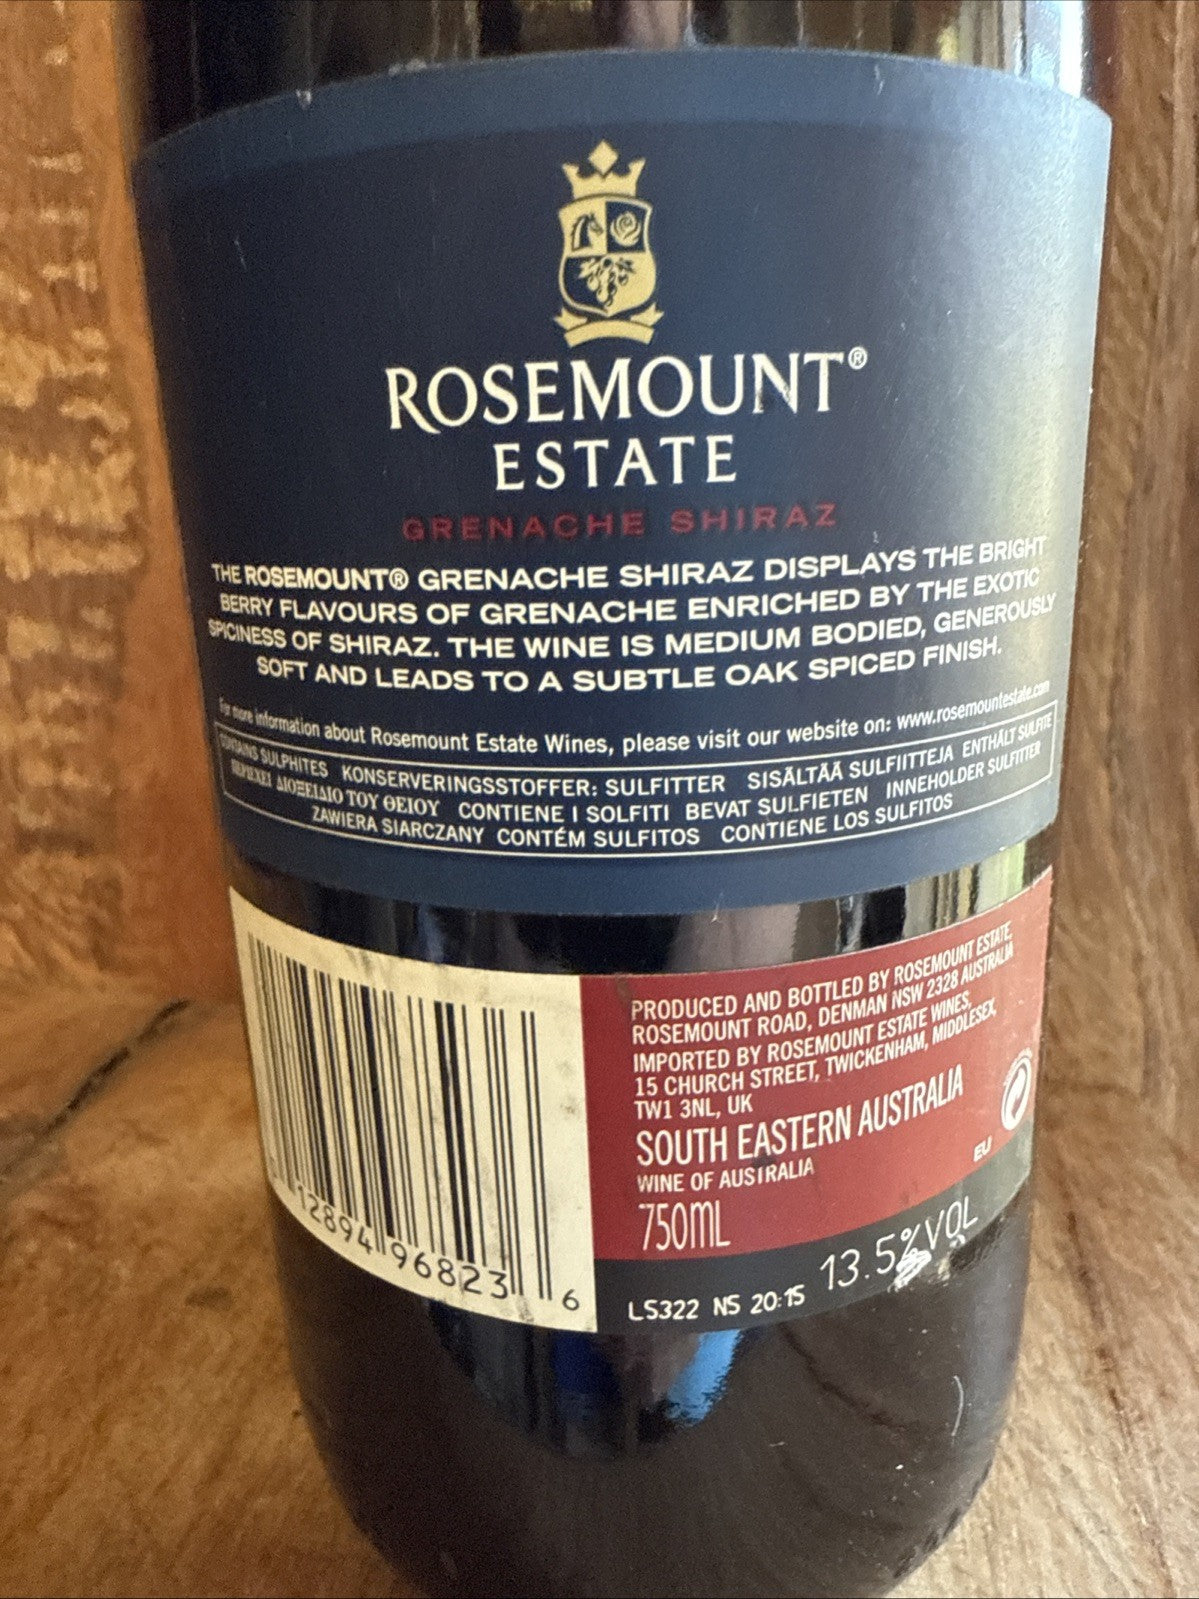 ROSEMOUNT®
ESTATE
GRENACHE SHIRAZ
THE ROSEMOUNT® GRENACHE SHIRAZ DISPLAYS THE BRIGHT
BERRY FLAVOURS OF GRENACHE ENRICHED BY THE EXOTIC
SPICINESS OF SHIRAZ. THE WINE IS MEDIUM BODIED, GENEROUSLY
SOFT AND LEADS TO A SUBTLE OAK SPICED FINISH.
For more information about Rosemount Estate Wines, please visit our website on: www.rosemountestate.com
CONTAINS SULPHITES KONSERVERINGSSTOFFER: SULFITTER SISÄLTÄÄ SULFIITTEJA ENTHÄLT SULFITE
ΠΕΡΙΕΧΕΙ ΔΙΟΞΕΙΔΙΟ ΤΟΥ ΘΕΙΟΥ CONTIENE I SOLFITI BEVAT SULFIETEN INNEHOLDER SULFITTER
ZAWIERA SIARCZANY CONTÉM SULFITOS CONTIENE LOS SULFITOS
PRODUCED AND BOTTLED BY ROSEMOUNT ESTATE,
ROSEMOUNT ROAD, DENMAN NSW 2328 AUSTRALIA
IMPORTED BY ROSEMOUNT ESTATE WINES,
15 CHURCH STREET, TWICKENHAM, MIDDLESEX,
TW1 3NL, UK
SOUTH EASTERN AUSTRALIA
WINE OF AUSTRALIA
EU
750ML
13.5%VOL
L5322 N5 20:15
12894 96823 6